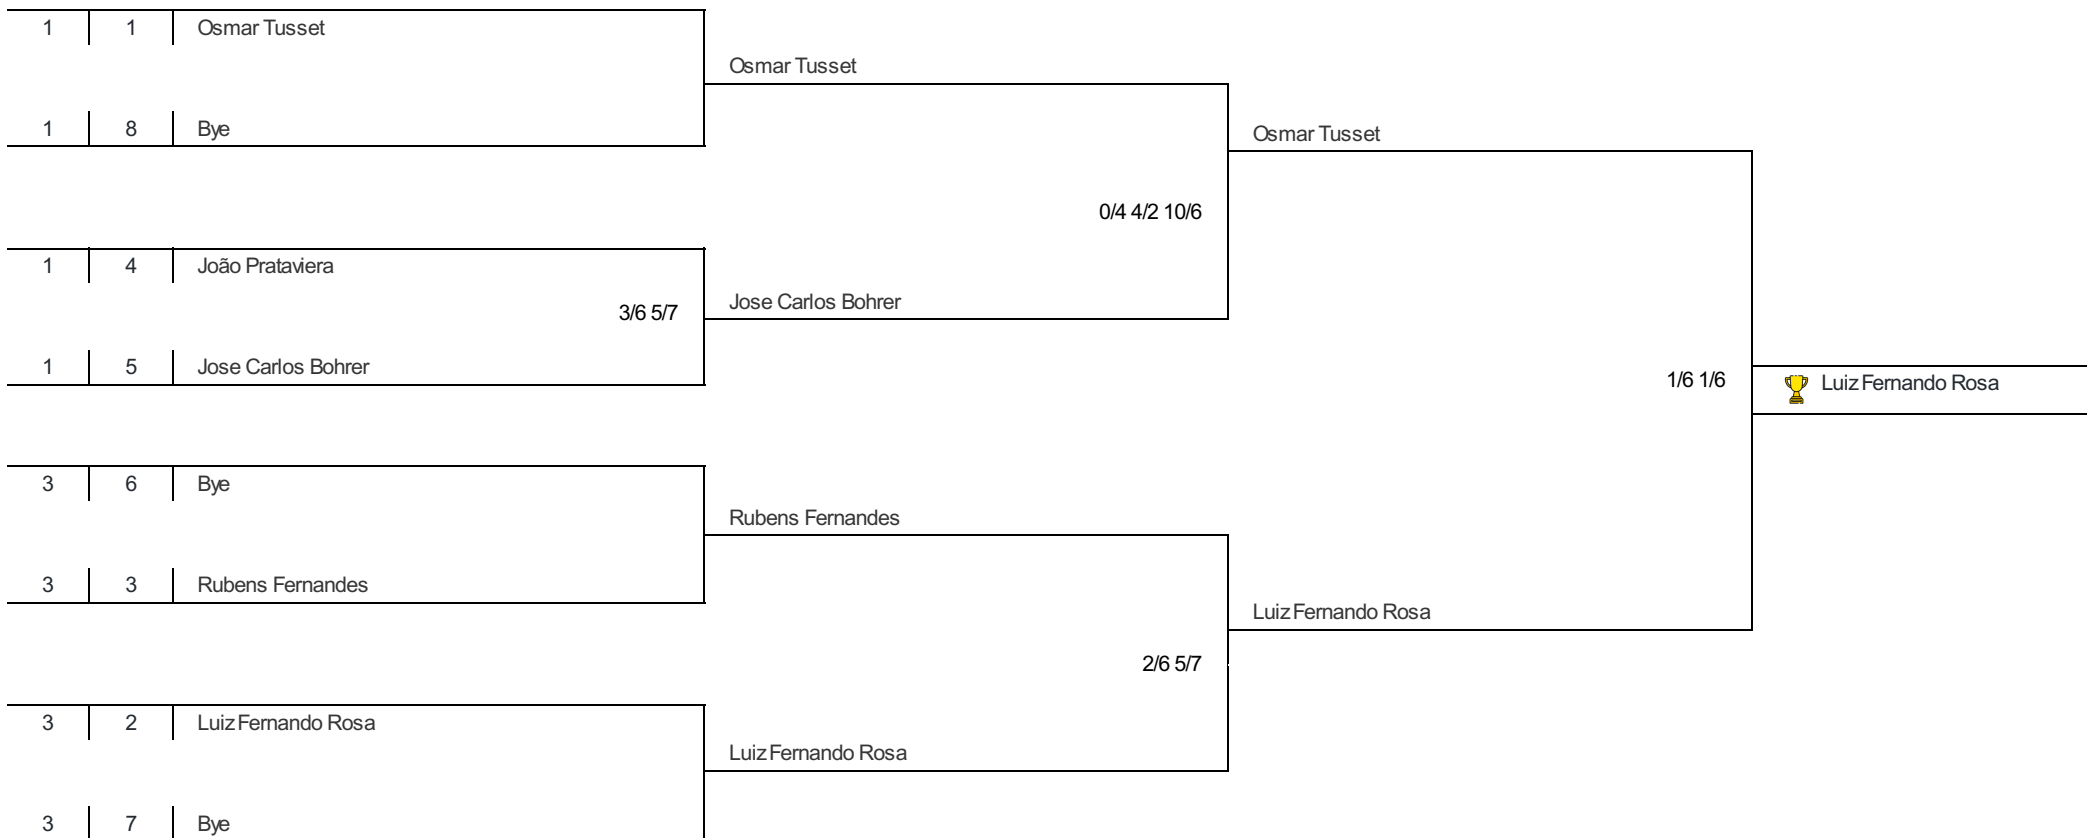 1 1 Osmar Tusset
Osmar Tusset
1 8 Bye
Osmar Tusset
0/4 4/2 10/6
1 4 João Prataviera
Jose Carlos Bohrer
3/6 5/7
1 5 Jose Carlos Bohrer
1/6 1/6
Luiz Fernando Rosa
3 6 Bye
Rubens Fernandes
3 3 Rubens Fernandes
Luiz Fernando Rosa
2/6 5/7
3 2 Luiz Fernando Rosa
Luiz Fernando Rosa
3 7 Bye